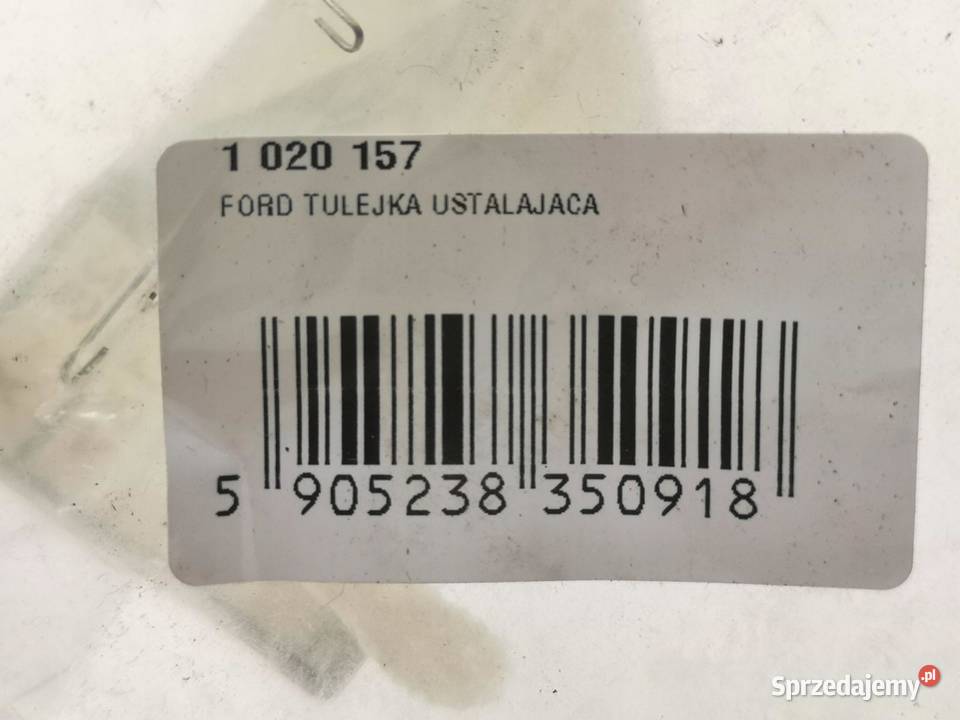 1 020 157
FORD TULEJKA USTALAJACA
5 905238 350918
Sprzedajemy.pl